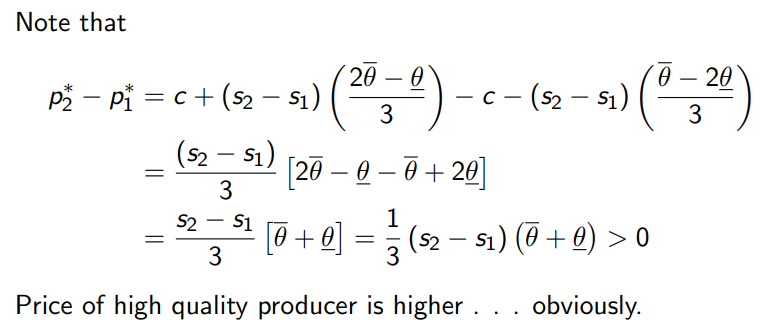 Note that
p₂* − p₁* = c + (s₂ − s₁) ( (2θ̅ − θ̲) / 3 ) − c − (s₂ − s₁) ( (θ̅ − 2θ̲) / 3 )
= (s₂ − s₁) / 3 [2θ̅ − θ̲ − θ̅ + 2θ̲]
= s₂ − s₁ / 3 [θ̅ + θ̲] = 1/3 (s₂ − s₁) (θ̅ + θ̲) > 0
Price of high quality producer is higher . . . obviously.